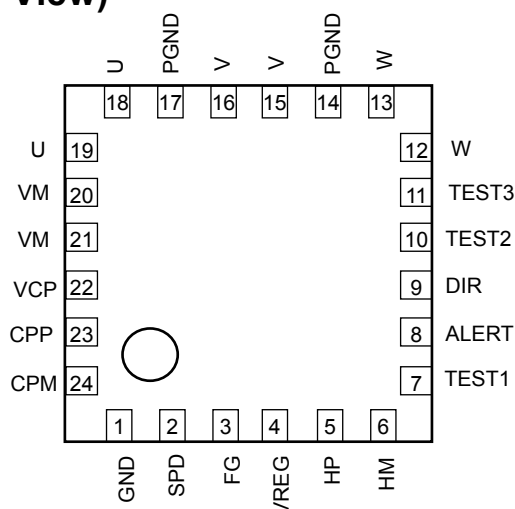 View)
U PGND V V PGND W
18 17 16 15 14 13
U 19 12 W
VM 20 11 TEST3
VM 21 10 TEST2
VCP 22 9 DIR
CPP 23 8 ALERT
CPM 24 7 TEST1
1 2 3 4 5 6
GND SPD FG VREG HP HM